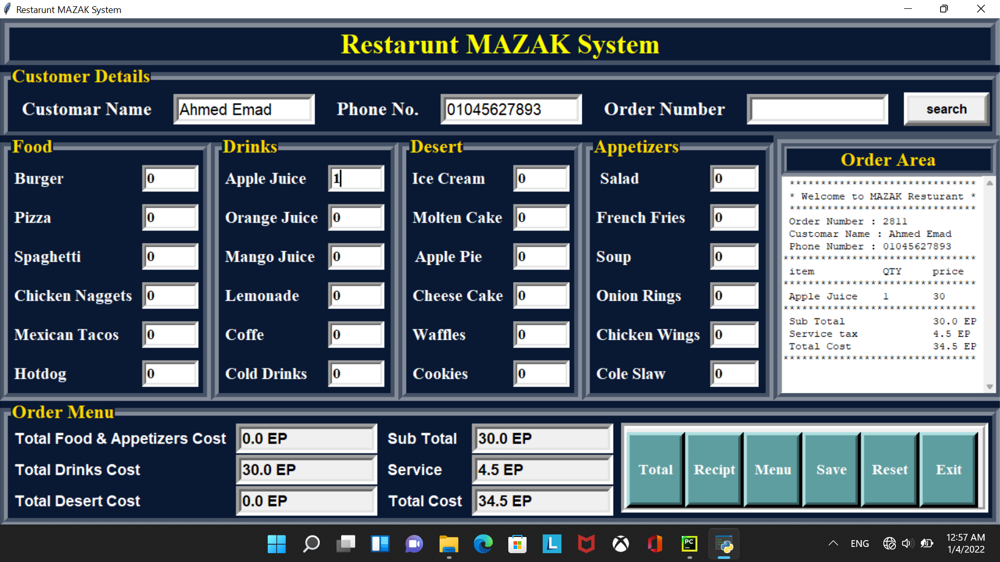 Restarunt MAZAK System
Restarunt MAZAK System
Customer Details
Customar Name Ahmed Emad Phone No. 01045627893 Order Number search
Food
Burger 0
Pizza 0
Spaghetti 0
Chicken Naggets 0
Mexican Tacos 0
Hotdog 0
Drinks
Apple Juice 1
Orange Juice 0
Mango Juice 0
Lemonade 0
Coffe 0
Cold Drinks 0
Desert
Ice Cream 0
Molten Cake 0
Apple Pie 0
Cheese Cake 0
Waffles 0
Cookies 0
Appetizers
Salad 0
French Fries 0
Soup 0
Onion Rings 0
Chicken Wings 0
Cole Slaw 0
Order Area
******************************
* Welcome to MAZAK Resturant *
******************************
Order Number : 2811
Customar Name : Ahmed Emad
Phone Number : 01045627893
*******************************
item QTY price
*******************************
Apple Juice 1 30
*******************************
Sub Total 30.0 EP
Service tax 4.5 EP
Total Cost 34.5 EP
*******************************
Order Menu
Total Food & Appetizers Cost 0.0 EP
Total Drinks Cost 30.0 EP
Total Desert Cost 0.0 EP
Sub Total 30.0 EP
Service 4.5 EP
Total Cost 34.5 EP
Total Recipt Menu Save Reset Exit
L
PC
ENG
12:57 AM
1/4/2022